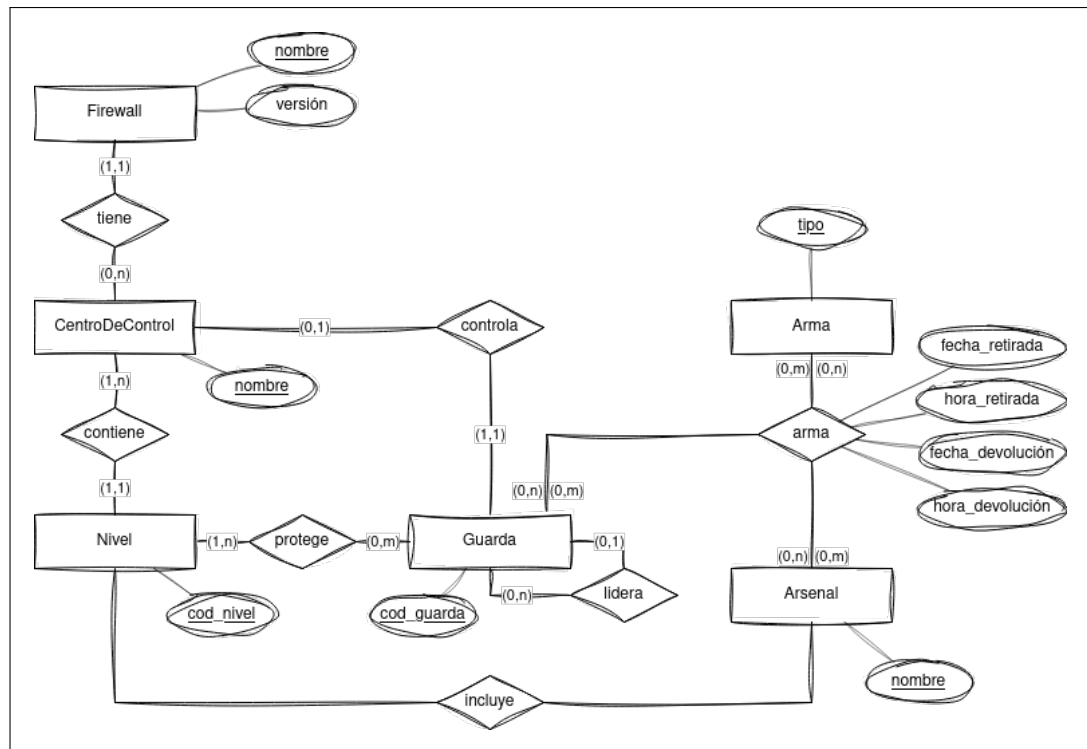 nombre
versión
Firewall
(1,1)
tiene
(0,n)
tipo
CentroDeControl
(0,1)
controla
Arma
fecha_retirada
(1,n)
nombre
(0,m)
(0,n)
hora_retirada
contiene
(1,1)
arma
fecha_devolución
(1,1)
(0,n)
(0,m)
hora_devolución
Nivel
(1,n)
protege
(0,m)
Guarda
(0,1)
(0,n)
(0,m)
(0,n)
lidera
Arsenal
cod_nivel
cod_guarda
nombre
incluye